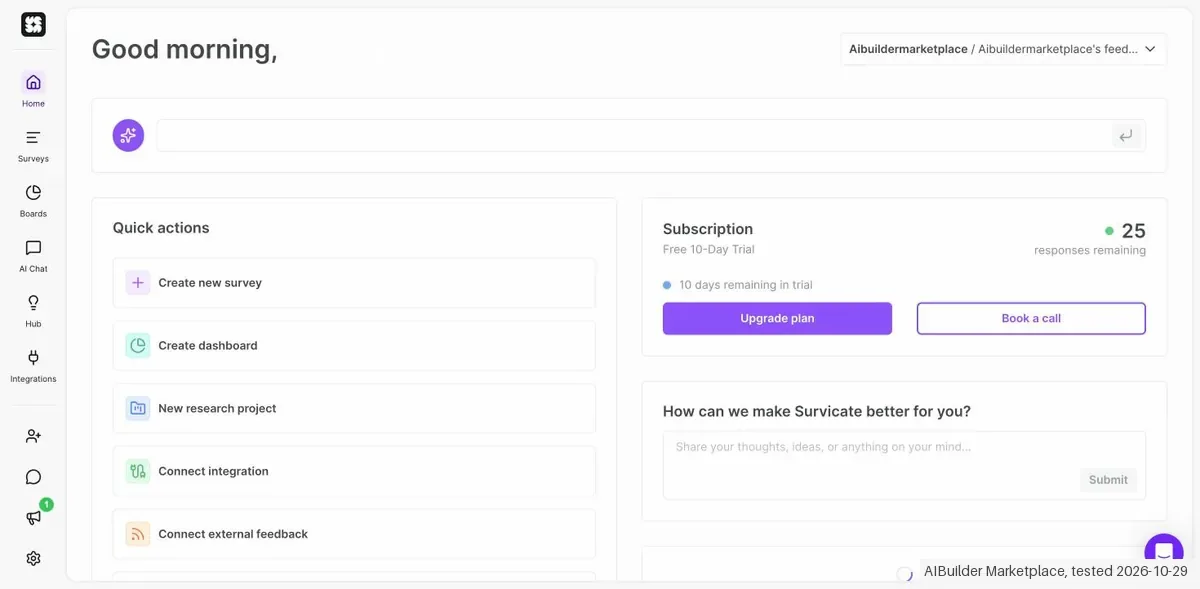 Good morning,
Aibuildermarketplace / Aibuildermarketplace's feed...
Home
Surveys
Boards
AI Chat
Hub
Integrations
1
Quick actions
Create new survey
Create dashboard
New research project
Connect integration
Connect external feedback
Subscription
25
Free 10-Day Trial
responses remaining
10 days remaining in trial
Upgrade plan
Book a call
How can we make Survicate better for you?
Share your thoughts, ideas, or anything on your mind...
Submit
AIBuilder Marketplace, tested 2026-10-29